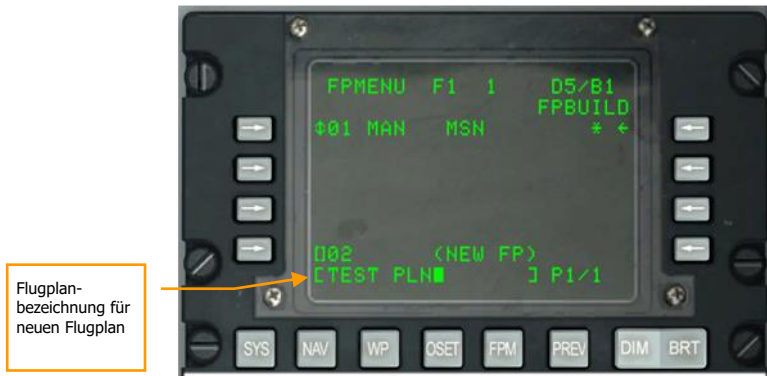 FPMENU F1 1 D5/B1
FPBUILD
↕01 MAN MSN * ←
[]02 (NEW FP)
[TEST PLN█ ] P1/1
Flugplan-
bezeichnung für
neuen Flugplan
SYS NAV WP OSET FPM PREV DIM BRT